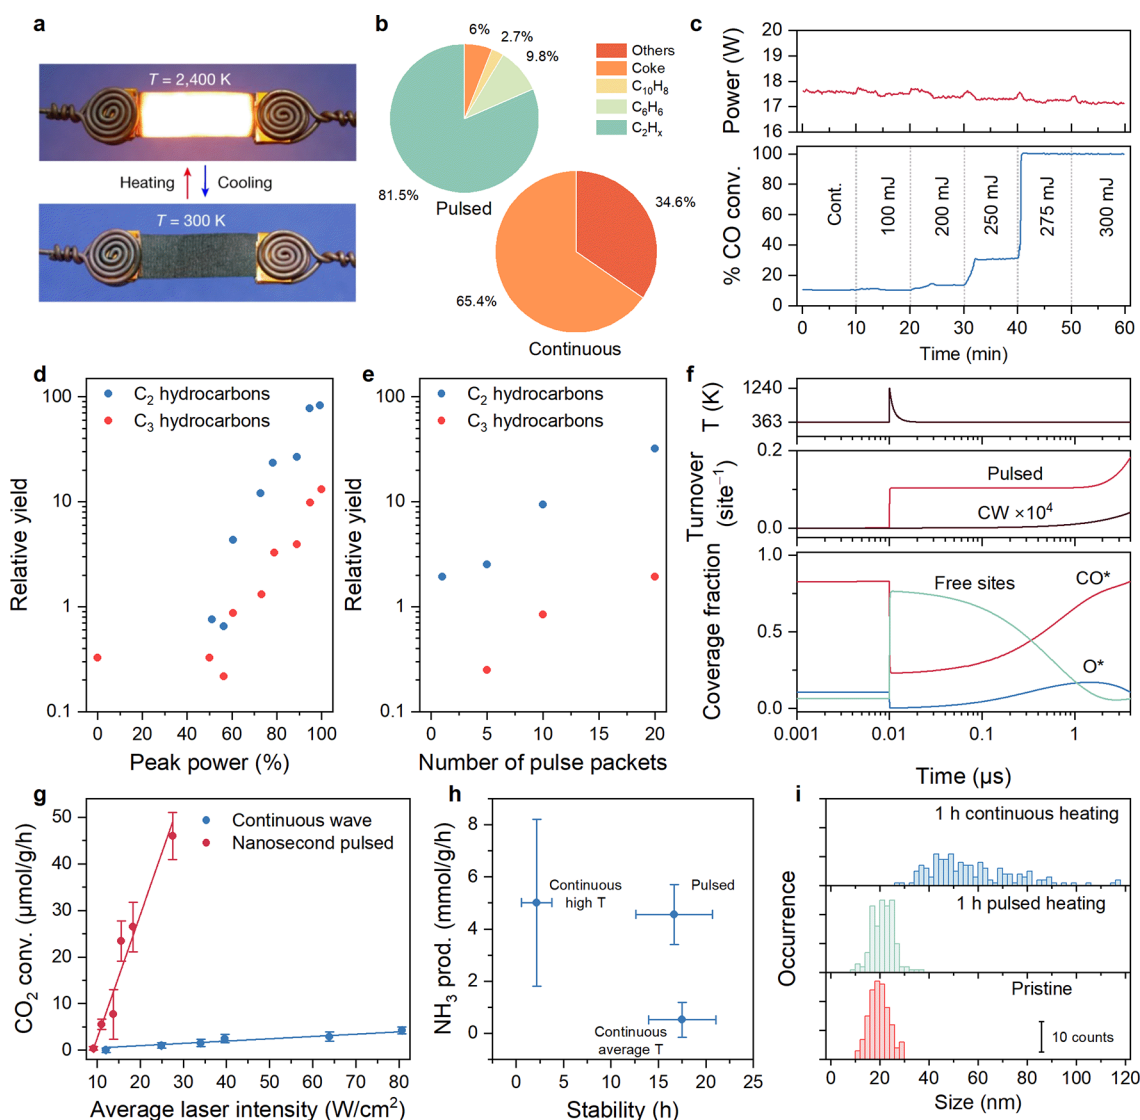 a
T = 2,400 K
Heating
Cooling
T = 300 K
b
6%
2.7%
9.8%
81.5%
Pulsed
Others
Coke
C10H8
C6H6
C2Hx
34.6%
65.4%
Continuous
c
Power (W)
20
19
18
17
16
% CO conv.
100
80
60
40
20
0
Cont.
100 mJ
200 mJ
250 mJ
275 mJ
300 mJ
0 10 20 30 40 50 60
Time (min)
d
C2 hydrocarbons
C3 hydrocarbons
Relative yield
100
10
1
0.1
0 20 40 60 80 100
Peak power (%)
e
C2 hydrocarbons
C3 hydrocarbons
Relative yield
100
10
1
0.1
0 5 10 15 20
Number of pulse packets
f
T (K)
1240
363
Turnover
(site−1)
0.2
0.0
Pulsed
CW ×10⁴
Coverage fraction
1.0
0.5
0.0
Free sites
CO*
O*
0.001 0.01 0.1 1
Time (µs)
g
Continuous wave
Nanosecond pulsed
CO2 conv. (µmol/g/h)
50
40
30
20
10
0
10 20 30 40 50 60 70 80
Average laser intensity (W/cm²)
h
NH3 prod. (mmol/g/h)
8
6
4
2
0
Continuous
high T
Pulsed
Continuous
average T
0 5 10 15 20 25
Stability (h)
i
Occurrence
1 h continuous heating
1 h pulsed heating
Pristine
10 counts
0 20 40 60 80 100 120
Size (nm)